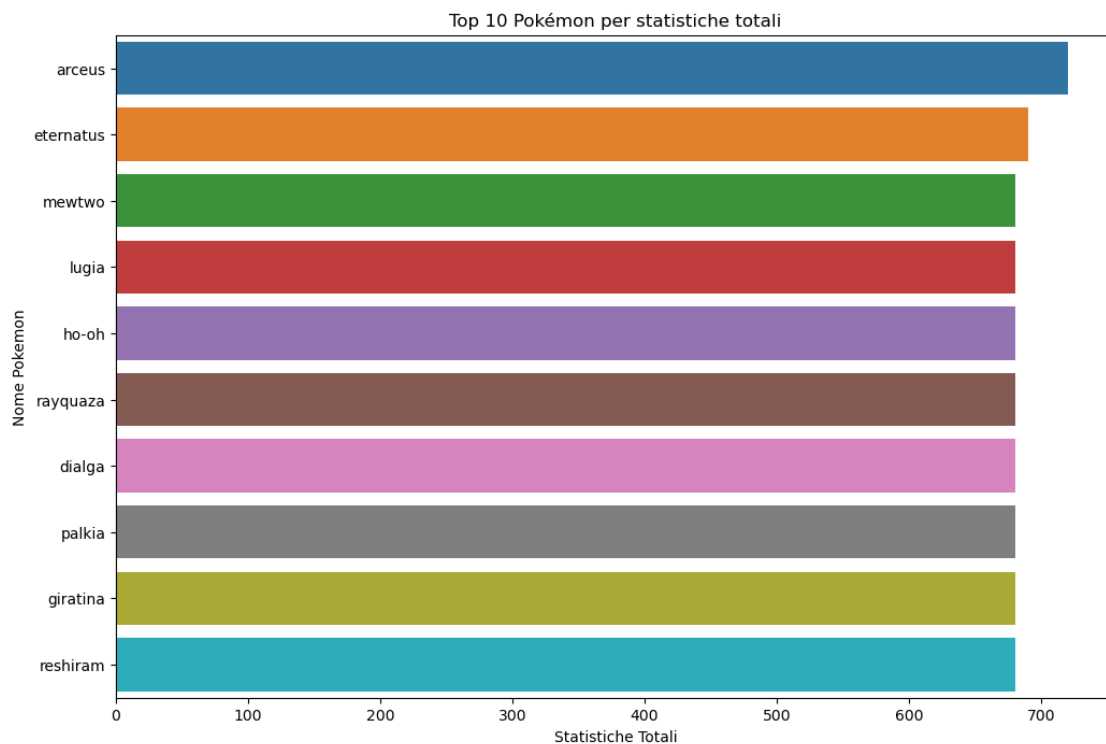 Top 10 Pokémon per statistiche totali
Nome Pokemon
arceus
eternatus
mewtwo
lugia
ho-oh
rayquaza
dialga
palkia
giratina
reshiram
0 100 200 300 400 500 600 700
Statistiche Totali